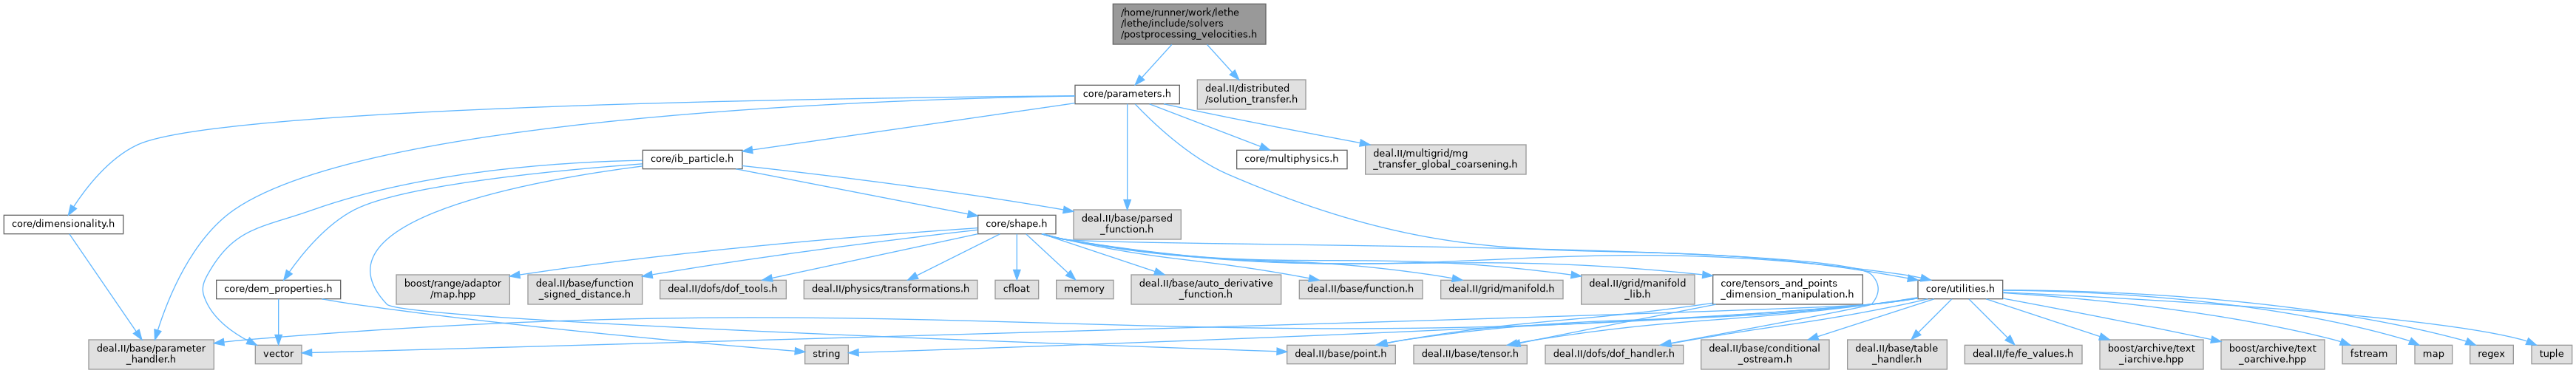 /home/runner/work/lethe
/lethe/include/solvers
/postprocessing_velocities.h
core/parameters.h
deal.II/distributed
/solution_transfer.h
core/ib_particle.h
core/multiphysics.h
deal.II/multigrid/mg
_transfer_global_coarsening.h
core/dimensionality.h
core/shape.h
deal.II/base/parsed
_function.h
core/dem_properties.h
boost/range/adaptor
/map.hpp
deal.II/base/function
_signed_distance.h
deal.II/dofs/dof_tools.h
deal.II/physics/transformations.h
cfloat
memory
deal.II/base/auto_derivative
_function.h
deal.II/base/function.h
deal.II/grid/manifold.h
deal.II/grid/manifold
_lib.h
core/tensors_and_points
_dimension_manipulation.h
core/utilities.h
deal.II/base/parameter
_handler.h
vector
string
deal.II/base/point.h
deal.II/base/tensor.h
deal.II/dofs/dof_handler.h
deal.II/base/conditional
_ostream.h
deal.II/base/table
_handler.h
deal.II/fe/fe_values.h
boost/archive/text
_iarchive.hpp
boost/archive/text
_oarchive.hpp
fstream
map
regex
tuple